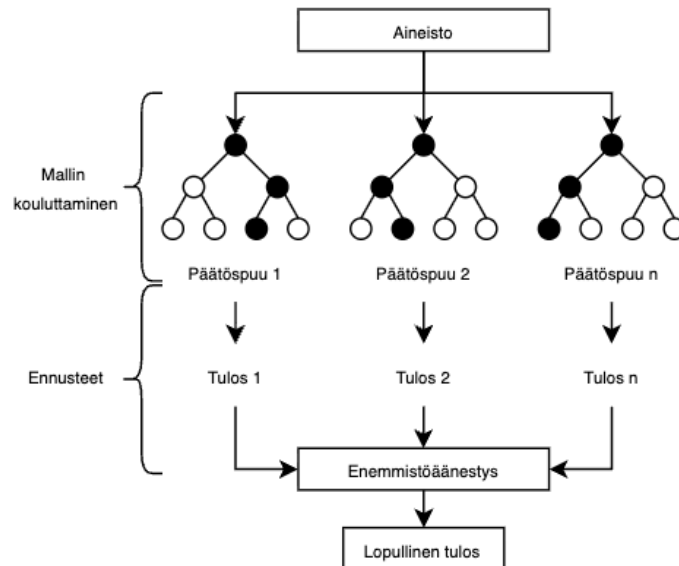 Aineisto
Mallin
kouluttaminen
Päätöspuu 1
Päätöspuu 2
Päätöspuu n
Ennusteet
Tulos 1
Tulos 2
Tulos n
Enemmistöäänestys
Lopullinen tulos